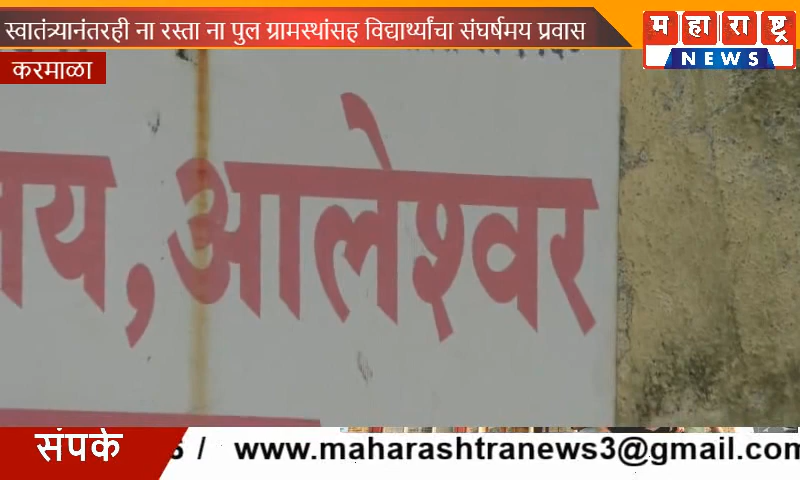 स्वातंत्र्यानंतरही ना रस्ता ना पुल ग्रामस्थांसह विद्यार्थ्यांचा संघर्षमय प्रवास
महाराष्ट्र
NEWS
करमाळा
य, आलेश्वर
संपर्क / www.maharashtranews3@gmail.com